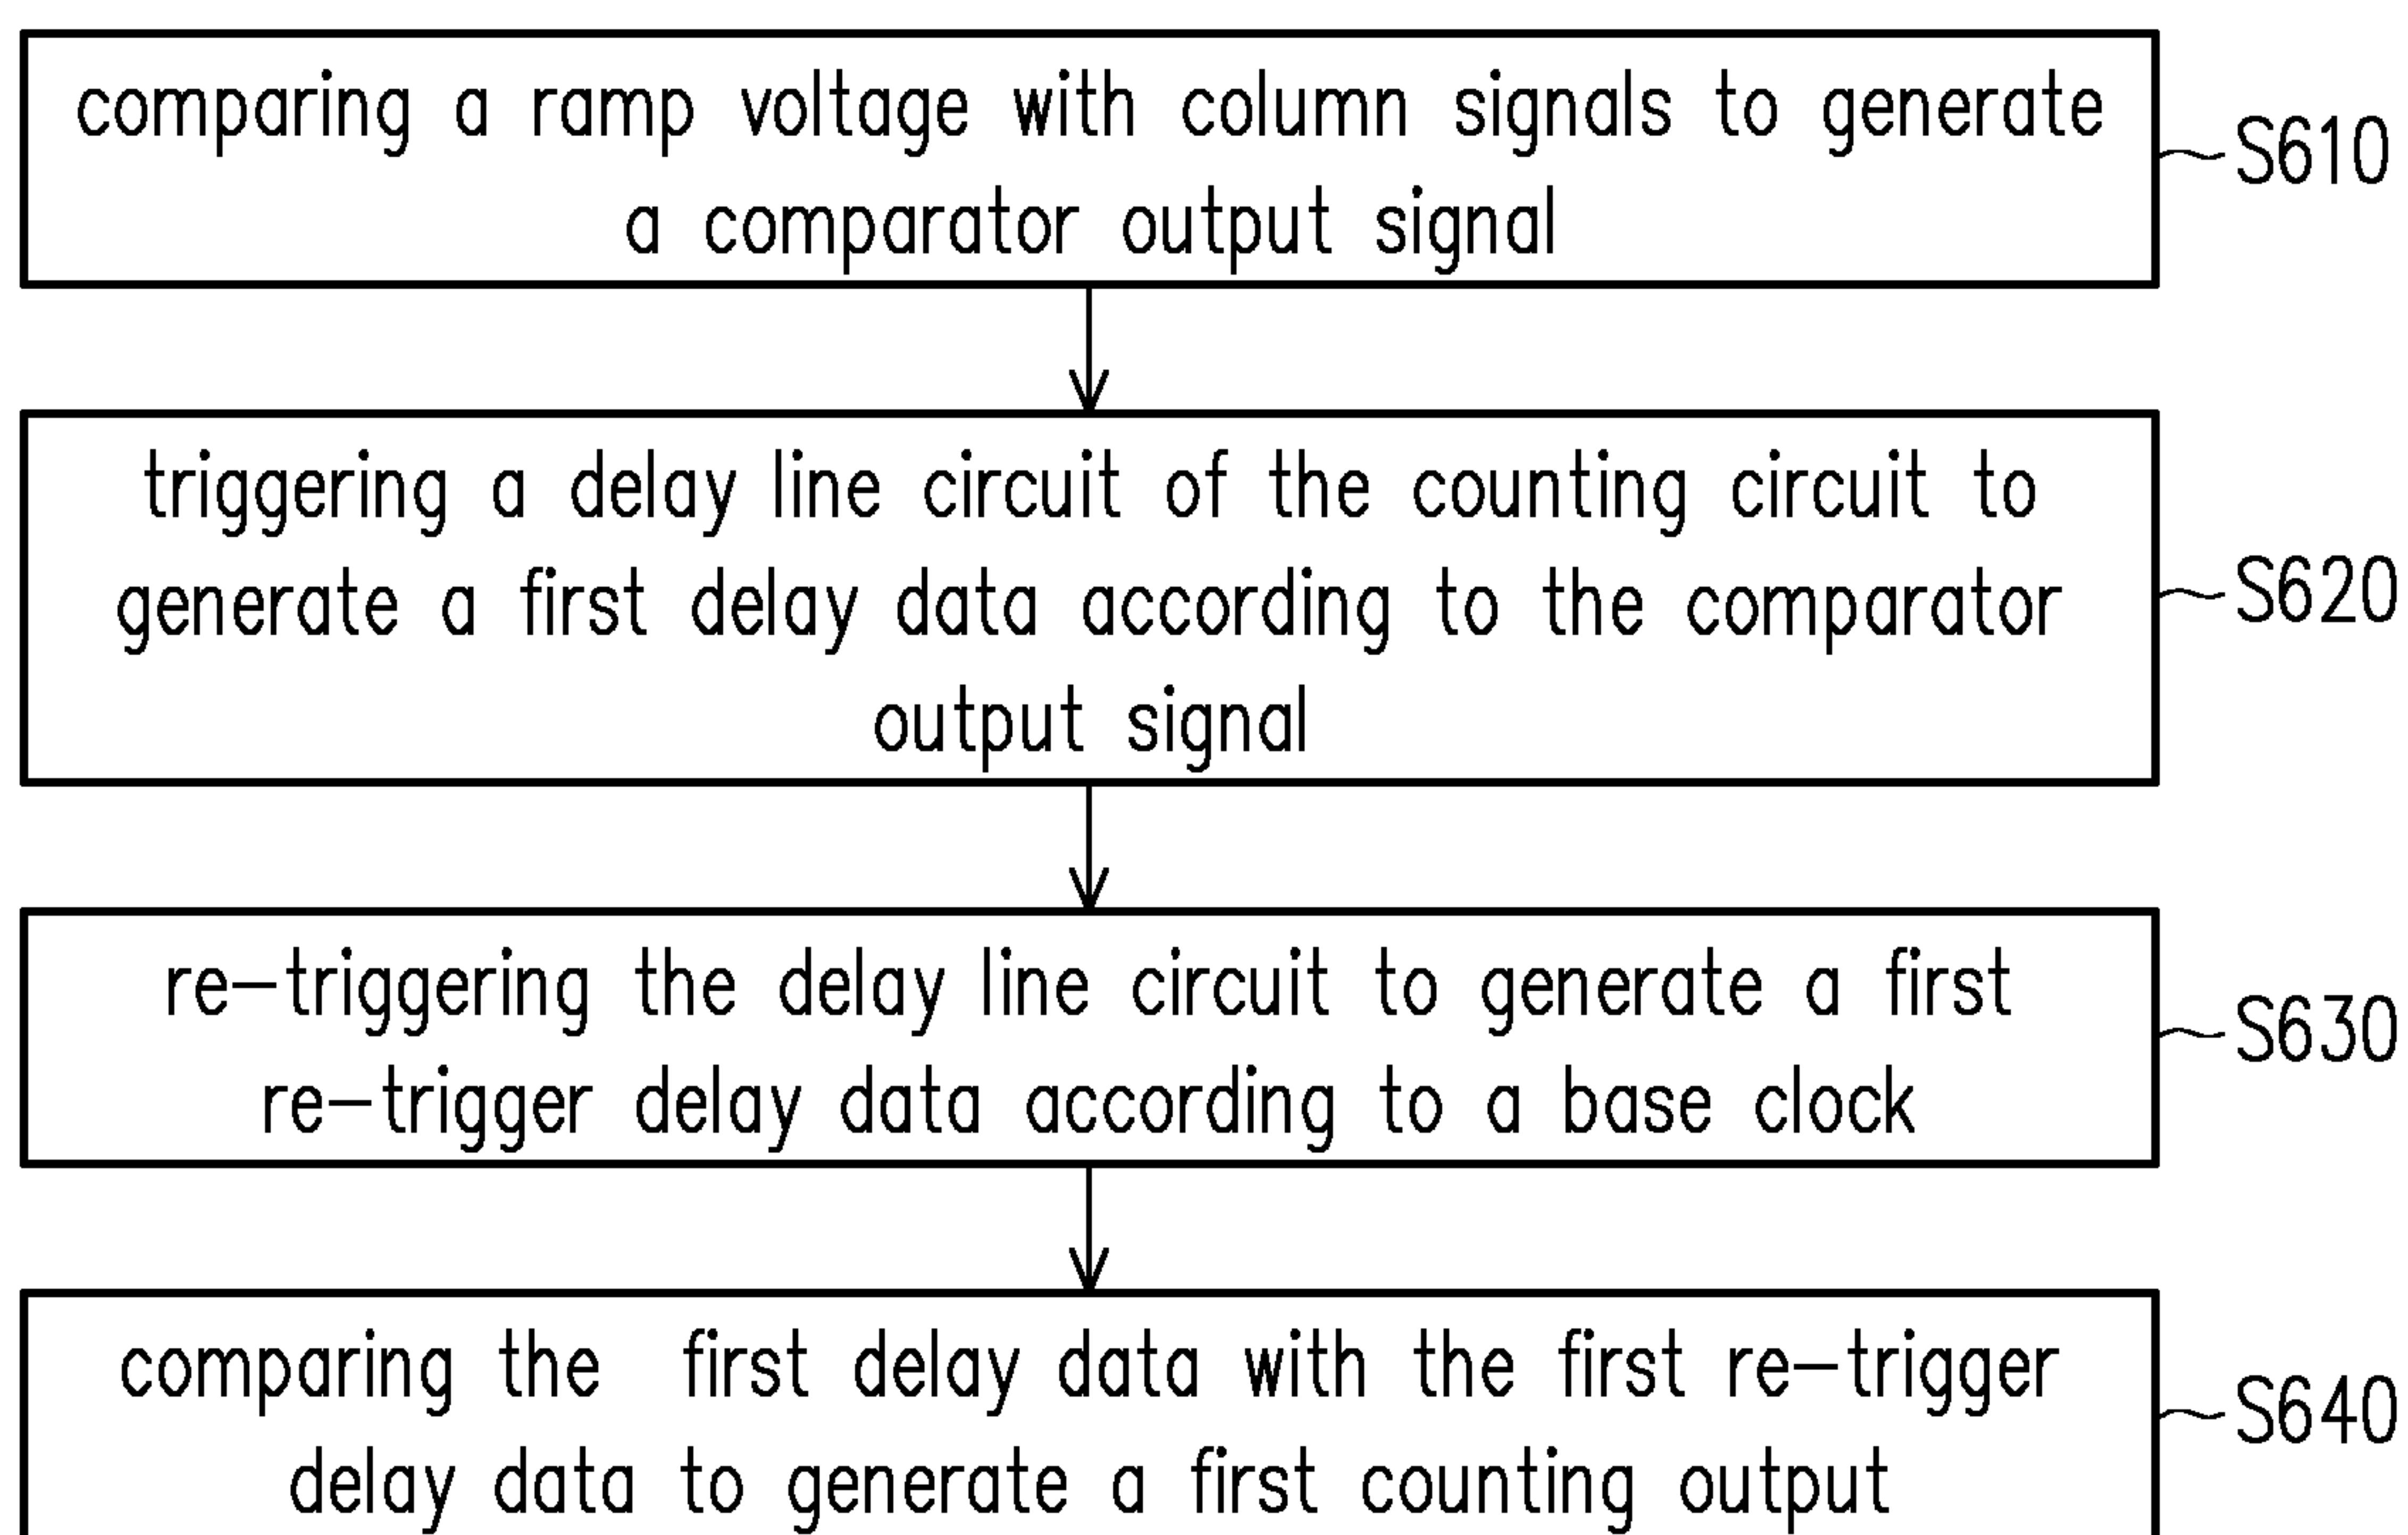 comparing a ramp voltage with column signals to generate
a comparator output signal
S610
triggering a delay line circuit of the counting circuit to
generate a first delay data according to the comparator
output signal
S620
re-triggering the delay line circuit to generate a first
re-trigger delay data according to a base clock
S630
comparing the first delay data with the first re-trigger
delay data to generate a first counting output
S640